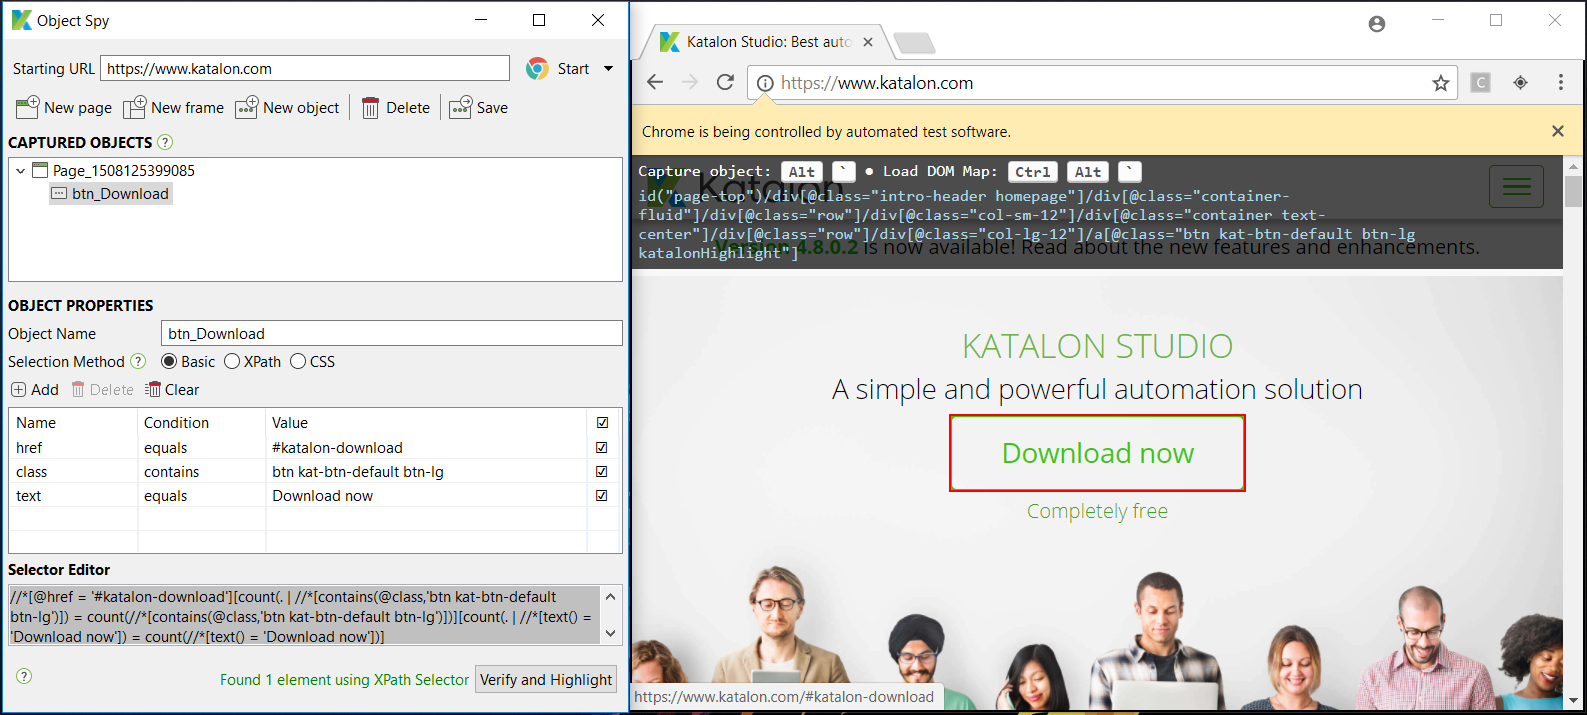 Object Spy
Starting URL https://www.katalon.com Start
New page New frame New object Delete Save
CAPTURED OBJECTS ?
Page_1508125399085
btn_Download
OBJECT PROPERTIES
Object Name btn_Download
Selection Method ? Basic XPath CSS
Add Delete Clear
Name Condition Value
href equals #katalon-download
class contains btn kat-btn-default btn-lg
text equals Download now
Selector Editor
//*[@href = '#katalon-download'][count(. | //*[contains(@class,'btn kat-btn-default
btn-lg')]) = count(//*[contains(@class,'btn kat-btn-default btn-lg')])][count(. | //*[text() =
'Download now']) = count(//*[text() = 'Download now'])]
? Found 1 element using XPath Selector Verify and Highlight
Katalon Studio: Best auto
https://www.katalon.com C
Chrome is being controlled by automated test software.
Capture object: Alt ` ● Load DOM Map: Ctrl Alt `
Katalon
id("page-top")/div[@class="intro-header homepage"]/div[@class="container-
fluid"]/div[@class="row"]/div[@class="col-sm-12"]/div[@class="container text-
center"]/div[@class="row"]/div[@class="col-lg-12"]/a[@class="btn kat-btn-default btn-lg
katalonHighlight"]
Version 4.8.0.2 is now available! Read about the new features and enhancements.
KATALON STUDIO
A simple and powerful automation solution
Download now
Completely free
https://www.katalon.com/#katalon-download